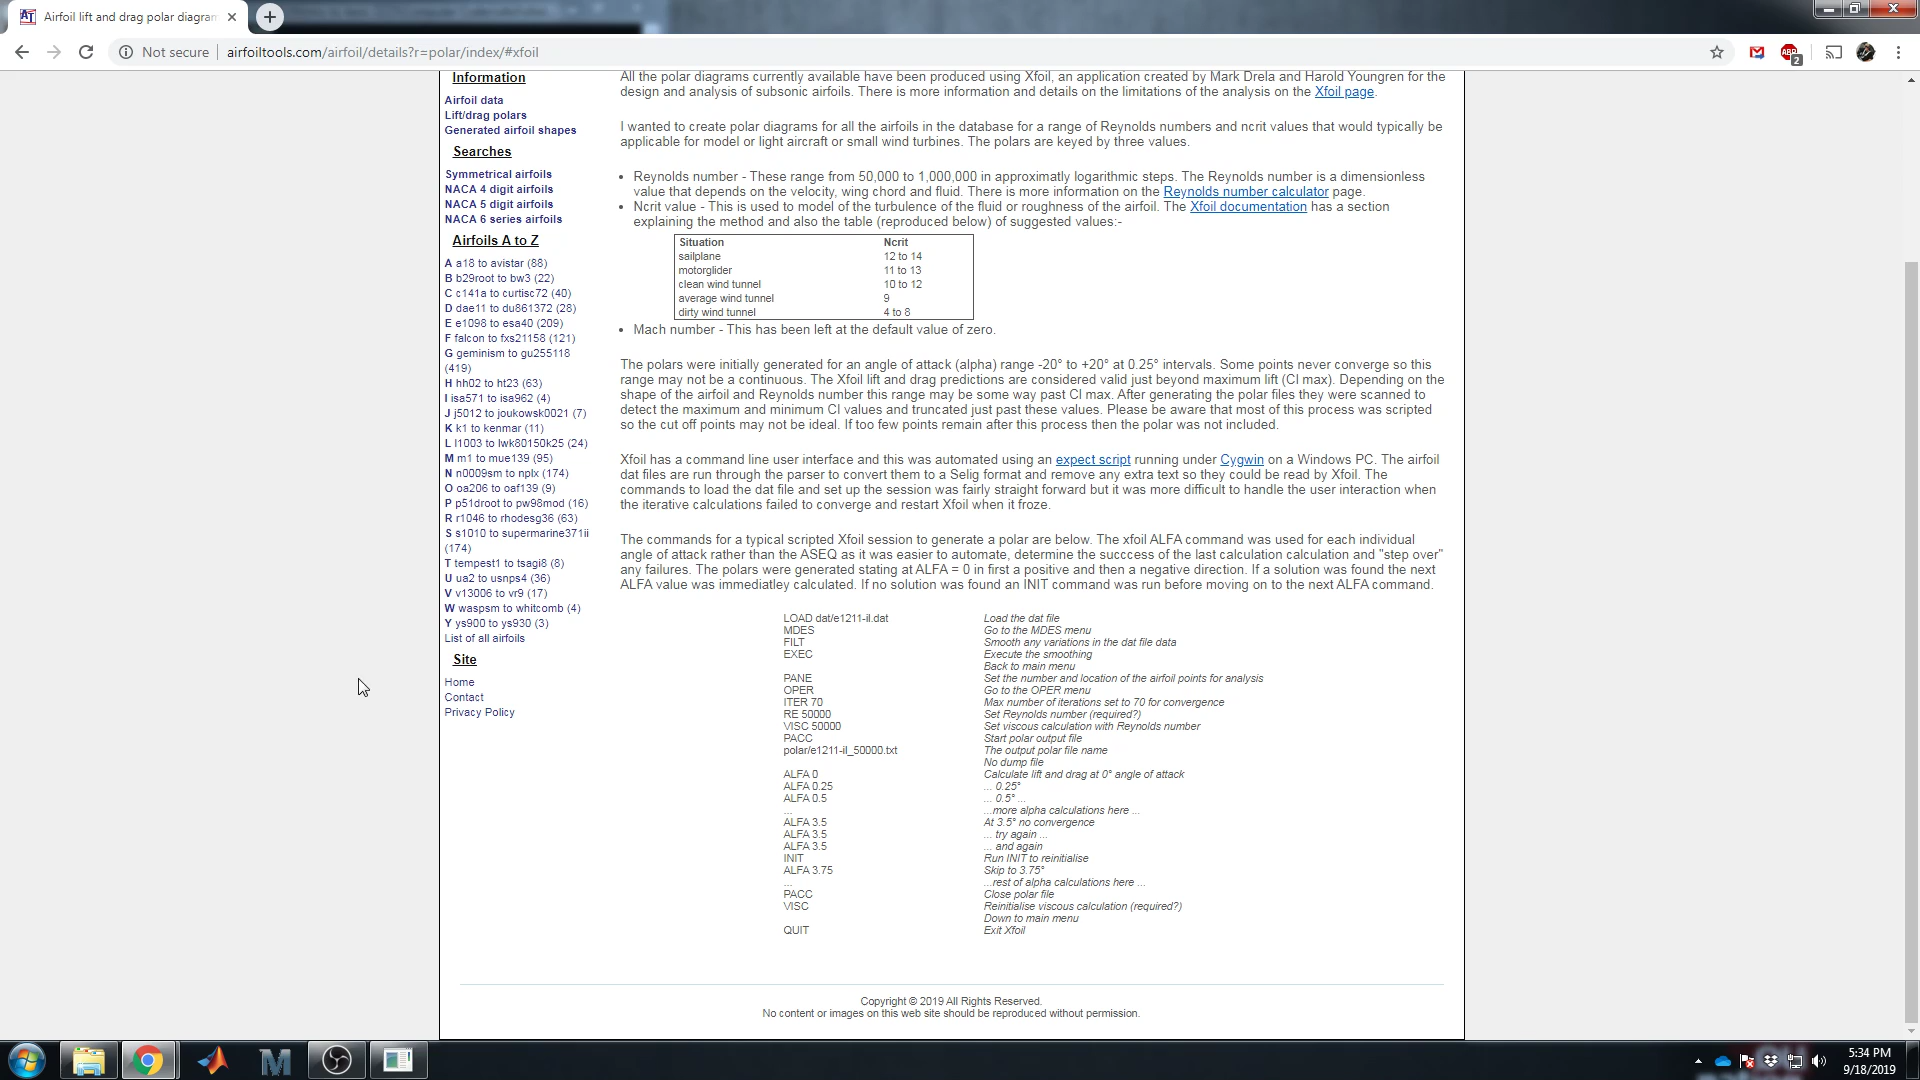 Airfoil lift and drag polar diagram
Not secure
airfoiltools.com/airfoil/details?r=polar/index/#xfoil
2
Information
Airfoil data
Lift/drag polars
Generated airfoil shapes
Searches
Symmetrical airfoils
NACA 4 digit airfoils
NACA 5 digit airfoils
NACA 6 series airfoils
Airfoils A to Z
A a18 to avistar (88)
B b29root to bw3 (22)
C c141a to curtisc72 (40)
D dae11 to du861372 (28)
E e1098 to esa40 (209)
F falcon to fxs21158 (121)
G geminism to gu255118
(419)
H hh02 to ht23 (63)
I isa571 to isa962 (4)
J j5012 to joukowsk0021 (7)
K k1 to kenmar (11)
L l1003 to lwk80150k25 (24)
M m1 to mue139 (95)
N n0009sm to nplx (174)
O oa206 to oaf139 (9)
P p51droot to pw98mod (16)
R r1046 to rhodesg36 (63)
S s1010 to supermarine371ii
(174)
T tempest1 to tsagi8 (8)
U ua2 to usnps4 (36)
V v13006 to vr9 (17)
W waspsm to whitcomb (4)
Y ys900 to ys930 (3)
List of all airfoils
Site
Home
Contact
Privacy Policy
All the polar diagrams currently available have been produced using Xfoil, an application created by Mark Drela and Harold Youngren for the
design and analysis of subsonic airfoils. There is more information and details on the limitations of the analysis on the Xfoil page.
I wanted to create polar diagrams for all the airfoils in the database for a range of Reynolds numbers and ncrit values that would typically be
applicable for model or light aircraft or small wind turbines. The polars are keyed by three values.
• Reynolds number - These range from 50,000 to 1,000,000 in approximatly logarithmic steps. The Reynolds number is a dimensionless
value that depends on the velocity, wing chord and fluid. There is more information on the Reynolds number calculator page.
• Ncrit value - This is used to model of the turbulence of the fluid or roughness of the airfoil. The Xfoil documentation has a section
explaining the method and also the table (reproduced below) of suggested values:-
Situation Ncrit
sailplane 12 to 14
motorglider 11 to 13
clean wind tunnel 10 to 12
average wind tunnel 9
dirty wind tunnel 4 to 8
• Mach number - This has been left at the default value of zero.
The polars were initially generated for an angle of attack (alpha) range -20° to +20° at 0.25° intervals. Some points never converge so this
range may not be a continuous. The Xfoil lift and drag predictions are considered valid just beyond maximum lift (Cl max). Depending on the
shape of the airfoil and Reynolds number this range may be some way past Cl max. After generating the polar files they were scanned to
detect the maximum and minimum Cl values and truncated just past these values. Please be aware that most of this process was scripted
so the cut off points may not be ideal. If too few points remain after this process then the polar was not included.
Xfoil has a command line user interface and this was automated using an expect script running under Cygwin on a Windows PC. The airfoil
dat files are run through the parser to convert them to a Selig format and remove any extra text so they could be read by Xfoil. The
commands to load the dat file and set up the session was fairly straight forward but it was more difficult to handle the user interaction when
the iterative calculations failed to converge and restart Xfoil when it froze.
The commands for a typical scripted Xfoil session to generate a polar are below. The xfoil ALFA command was used for each individual
angle of attack rather than the ASEQ as it was easier to automate, determine the succcess of the last calculation calculation and "step over"
any failures. The polars were generated stating at ALFA = 0 in first a positive and then a negative direction. If a solution was found the next
ALFA value was immediatley calculated. If no solution was found an INIT command was run before moving on to the next ALFA command.
LOAD dat/e1211-il.dat Load the dat file
MDES Go to the MDES menu
FILT Smooth any variations in the dat file data
EXEC Execute the smoothing
Back to main menu
PANE Set the number and location of the airfoil points for analysis
OPER Go to the OPER menu
ITER 70 Max number of iterations set to 70 for convergence
RE 50000 Set Reynolds number (required?)
VISC 50000 Set viscous calculation with Reynolds number
PACC Start polar output file
polar/e1211-il_50000.txt The output polar file name
No dump file
ALFA 0 Calculate lift and drag at 0° angle of attack
ALFA 0.25 ... 0.25°
ALFA 0.5 ... 0.5° ...
... ...more alpha calculations here ...
ALFA 3.5 At 3.5° no convergence
ALFA 3.5 ... try again ...
ALFA 3.5 ... and again
INIT Run INIT to reinitialise
ALFA 3.75 Skip to 3.75°
... ...rest of alpha calculations here ...
PACC Close polar file
VISC Reinitialise viscous calculation (required?)
Down to main menu
QUIT Exit Xfoil
Copyright © 2019 All Rights Reserved.
No content or images on this web site should be reproduced without permission.
5:34 PM
9/18/2019